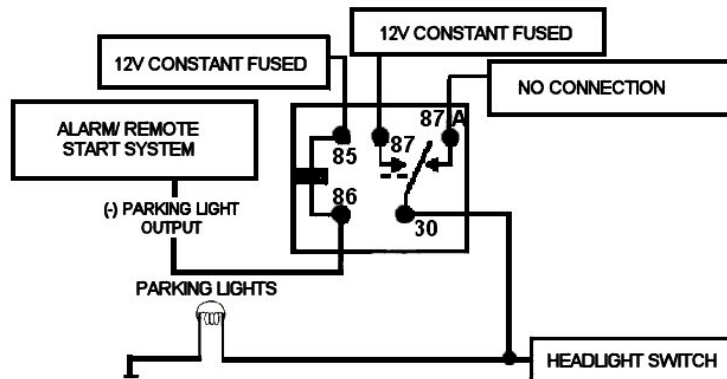 12V CONSTANT FUSED
12V CONSTANT FUSED
NO CONNECTION
ALARM/ REMOTE
START SYSTEM
85
87
87 A
86
30
(-) PARKING LIGHT
OUTPUT
PARKING LIGHTS
HEADLIGHT SWITCH